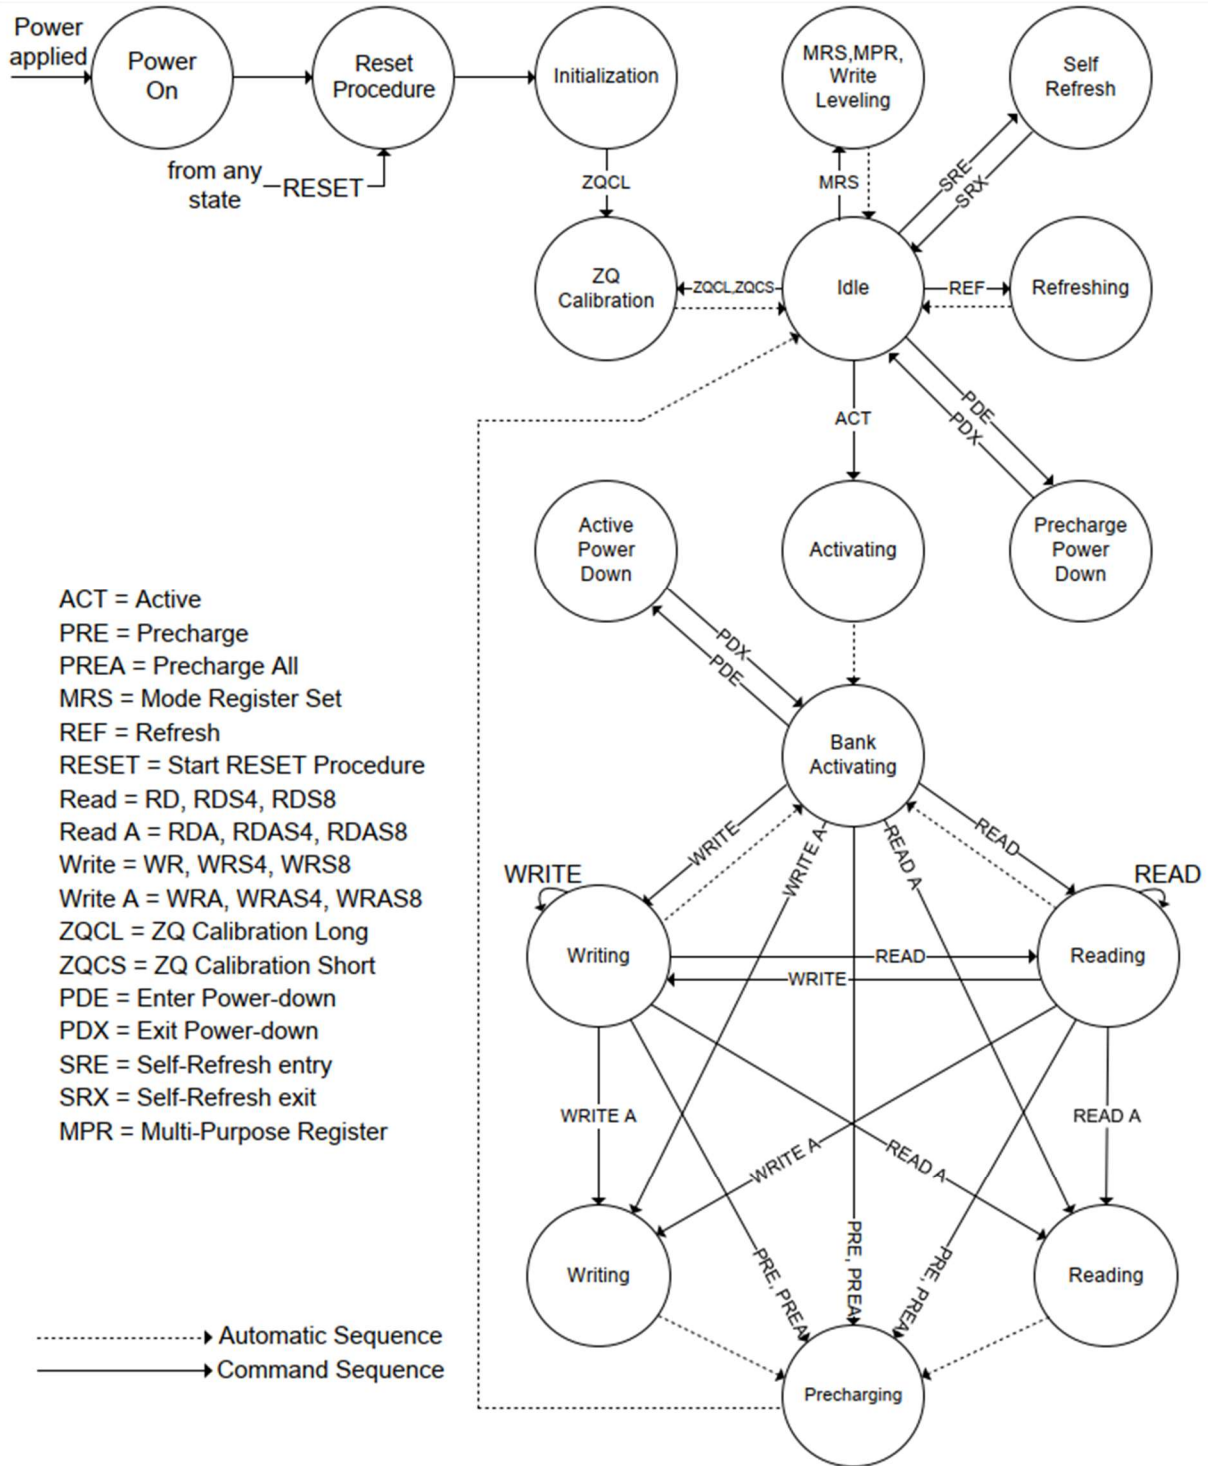 Power
applied
Power
On
Reset
Procedure
Initialization
MRS,MPR,
Write
Leveling
Self
Refresh
from any
state
RESET
ZQCL
MRS
SRE
SRX
ZQ
Calibration
ZQCL,ZQCS
Idle
REF
Refreshing
ACT
PDE
PDX
Active
Power
Down
Activating
Precharge
Power
Down
PDX
PDE
ACT = Active
PRE = Precharge
PREA = Precharge All
MRS = Mode Register Set
REF = Refresh
RESET = Start RESET Procedure
Read = RD, RDS4, RDS8
Read A = RDA, RDAS4, RDAS8
Write = WR, WRS4, WRS8
Write A = WRA, WRAS4, WRAS8
ZQCL = ZQ Calibration Long
ZQCS = ZQ Calibration Short
PDE = Enter Power-down
PDX = Exit Power-down
SRE = Self-Refresh entry
SRX = Self-Refresh exit
MPR = Multi-Purpose Register
Bank
Activating
WRITE
WRITE A
READ A
READ
WRITE
READ
Writing
READ
WRITE
Reading
WRITE A
WRITE A
READ A
READ A
Writing
PRE, PREA
PRE, PREA
PRE, PREA
Reading
Precharging
Automatic Sequence
Command Sequence